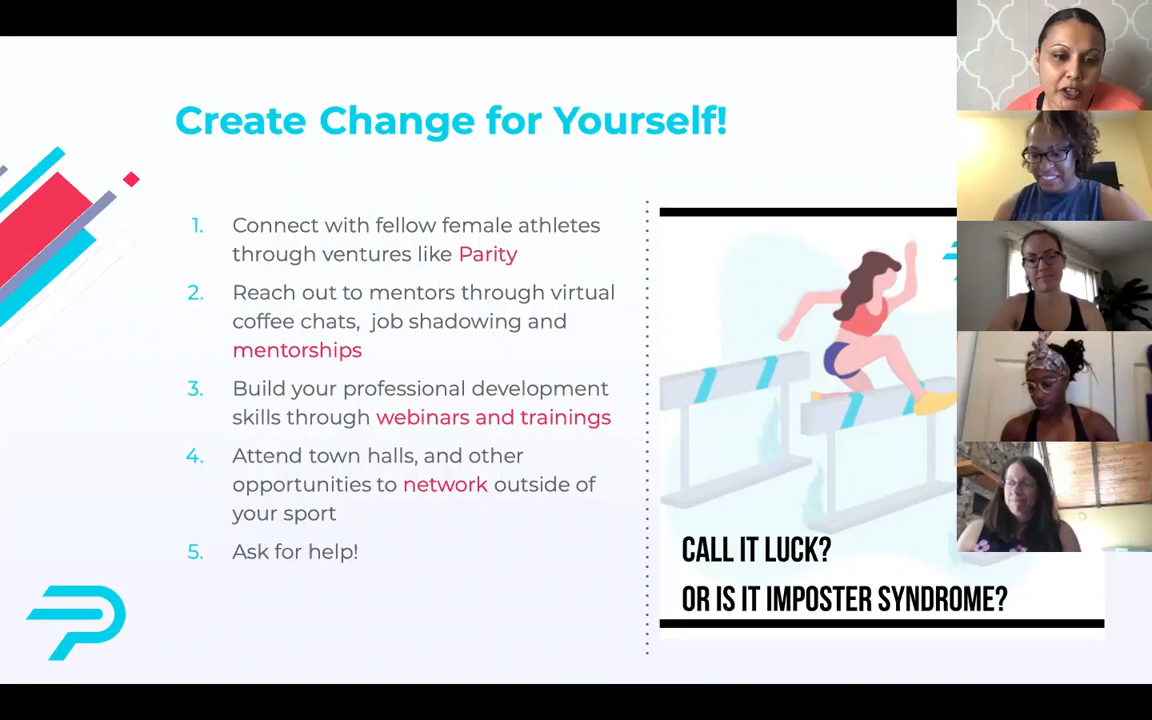 Create Change for Yourself!
1. Connect with fellow female athletes
through ventures like Parity
2. Reach out to mentors through virtual
coffee chats, job shadowing and
mentorships
3. Build your professional development
skills through webinars and trainings
4. Attend town halls, and other
opportunities to network outside of
your sport
5. Ask for help!
CALL IT LUCK?
OR IS IT IMPOSTER SYNDROME?